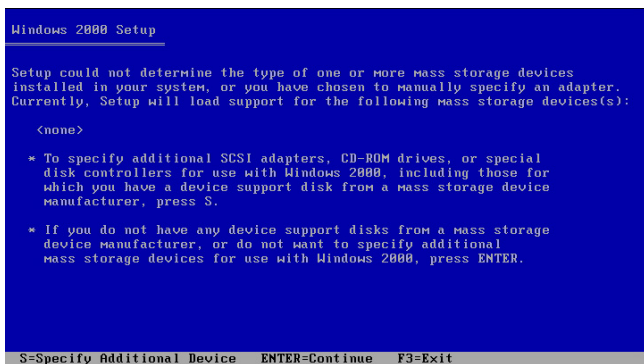 Windows 2000 Setup
Setup could not determine the type of one or more mass storage devices
installed in your system, or you have chosen to manually specify an adapter.
Currently, Setup will load support for the following mass storage devices(s):
<none>
* To specify additional SCSI adapters, CD-ROM drives, or special
disk controllers for use with Windows 2000, including those for
which you have a device support disk from a mass storage device
manufacturer, press S.
* If you do not have any device support disks from a mass storage
device manufacturer, or do not want to specify additional
mass storage devices for use with Windows 2000, press ENTER.
S=Specify Additional Device ENTER=Continue F3=Exit